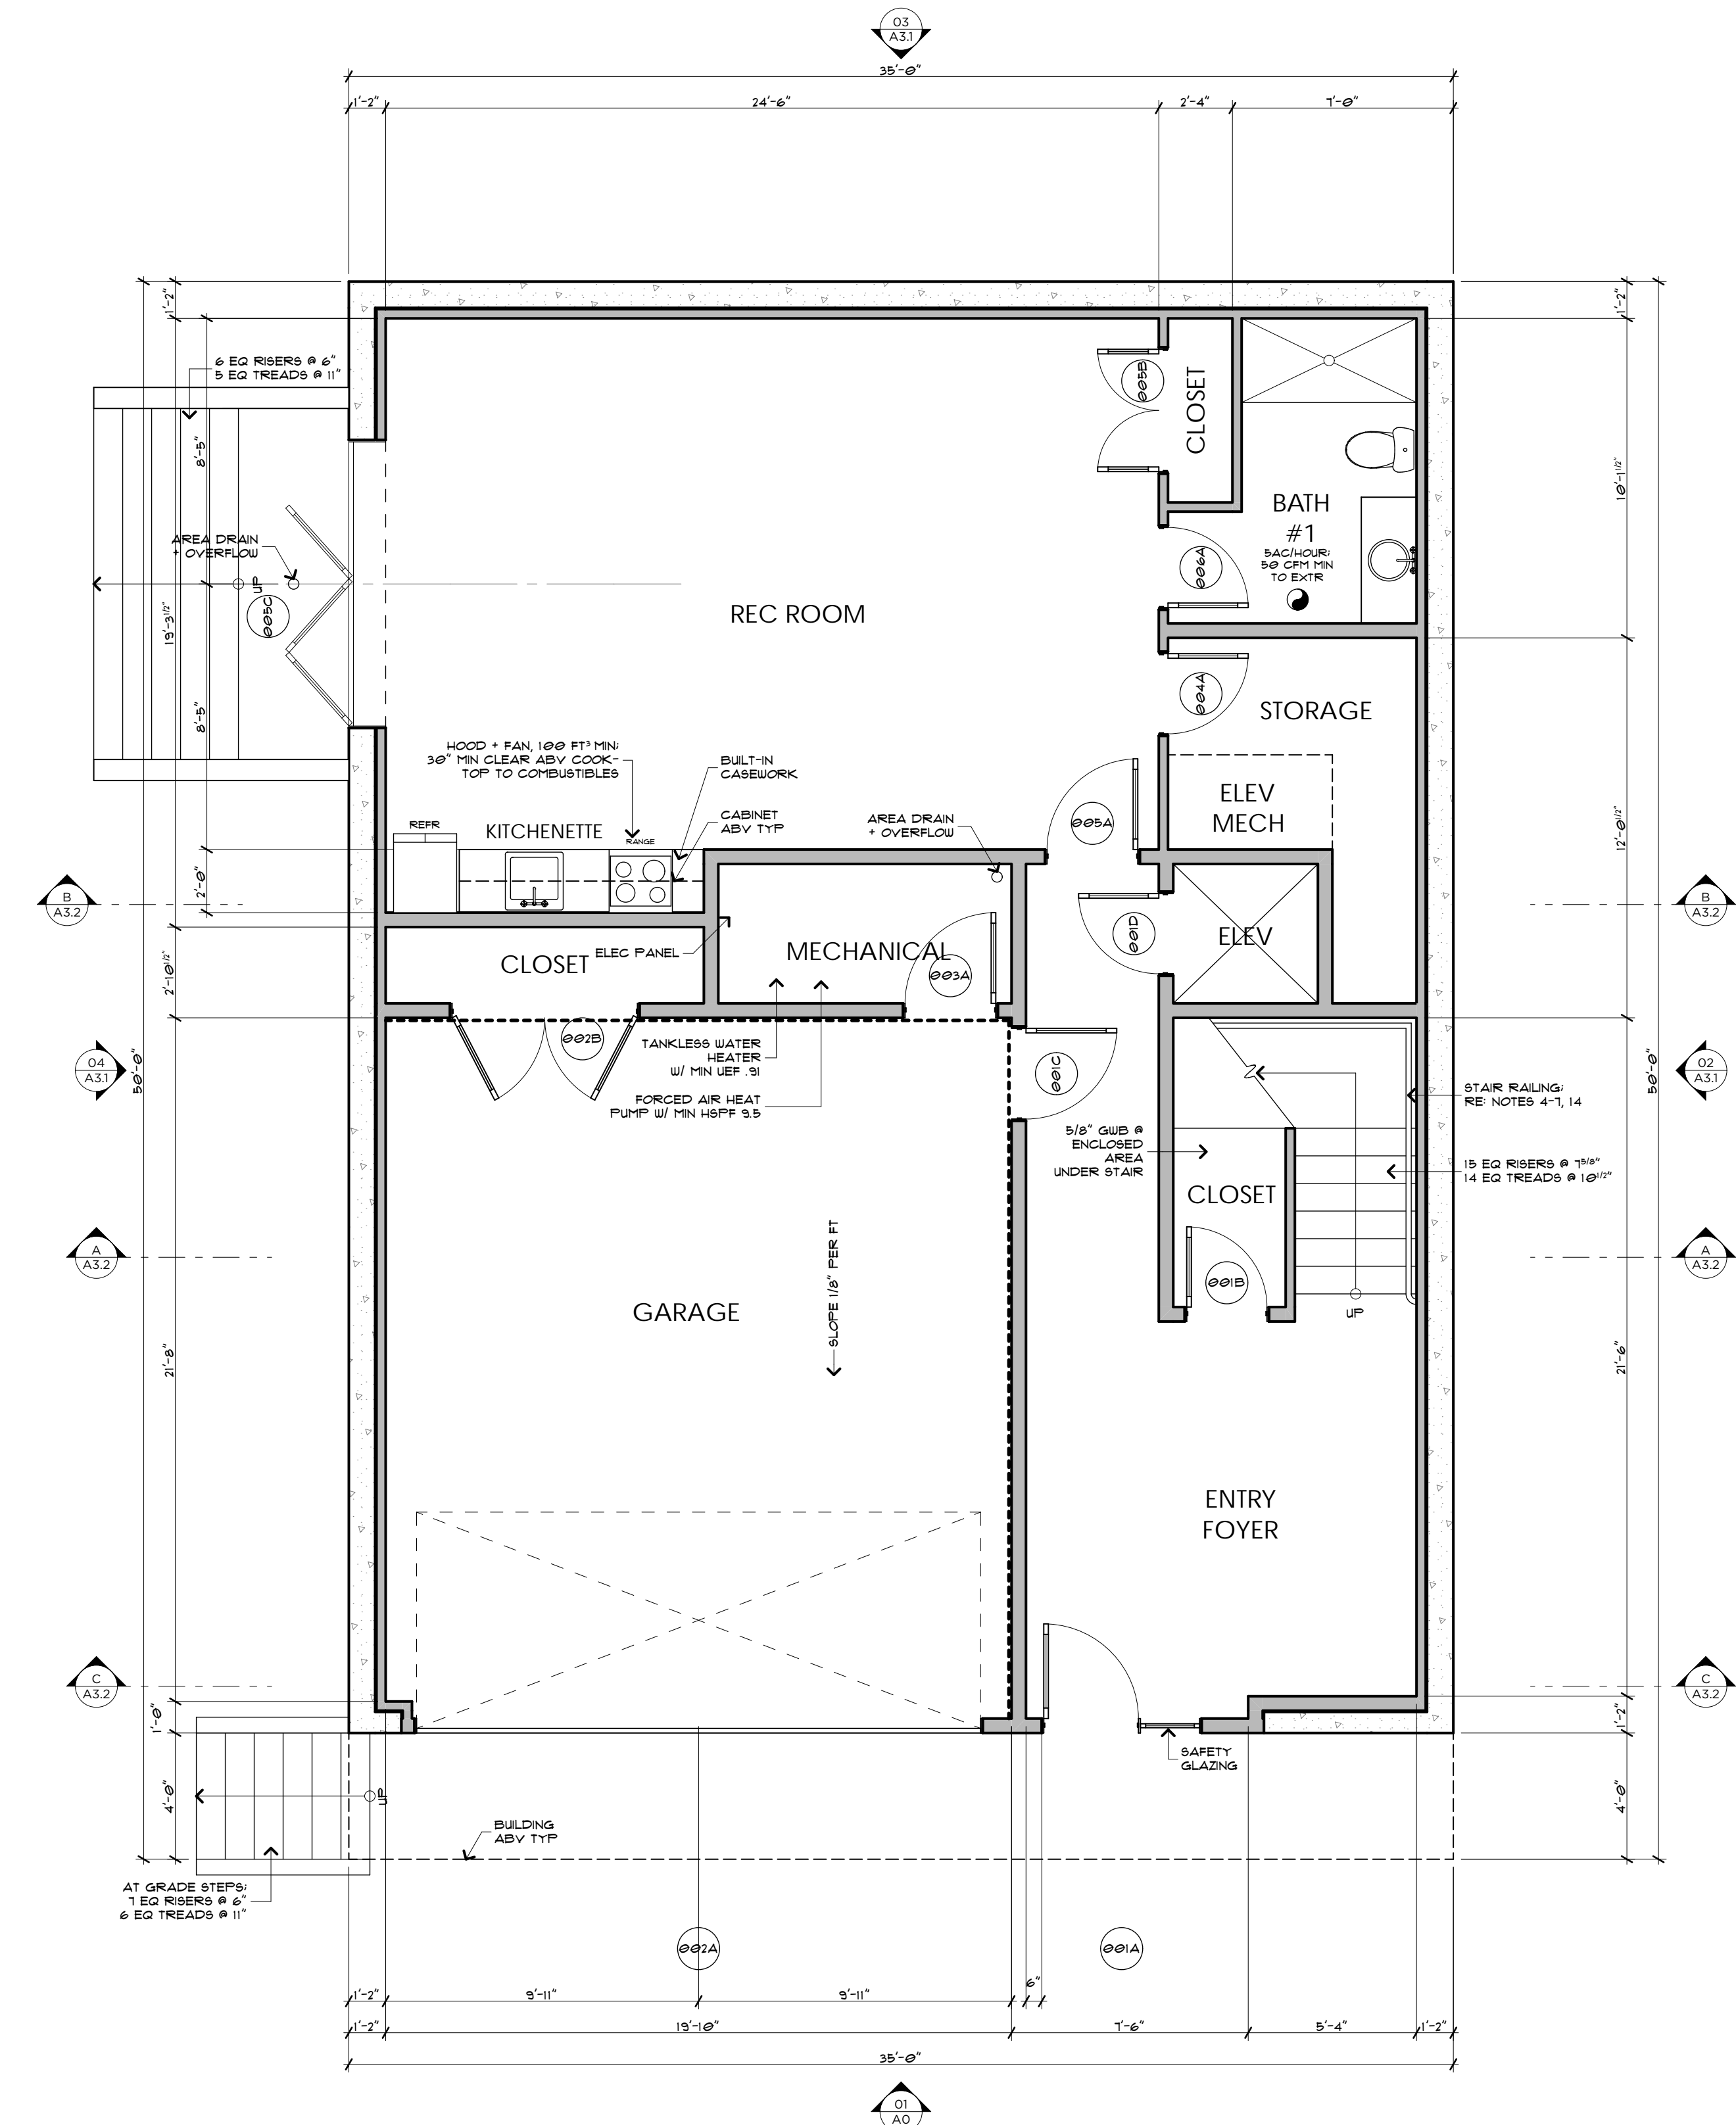 03
A3.1
35'-0"
1'-2"
24'-6"
2'-4"
7'-0"
1'-2"
1'-2"
6 EQ RISERS @ 6"
5 EQ TREADS @ 11"
005B
CLOSET
8'-5"
10'-1 1/2"
BATH
#1
5AC/HOUR;
50 CFM MIN
TO EXTR
AREA DRAIN
+ OVERFLOW
UP
005C
006A
19'-3 1/2"
REC ROOM
004A
STORAGE
8'-5"
HOOD + FAN, 100 FT³ MIN;
30" MIN CLEAR ABV COOK-
TOP TO COMBUSTIBLES
BUILT-IN
CASEWORK
ELEV
MECH
CABINET
ABV TYP
AREA DRAIN
+ OVERFLOW
005A
REFR
KITCHENETTE
RANGE
12'-0 1/2"
2'-0"
B
A3.2
B
A3.2
001D
ELEV
CLOSET
ELEC PANEL
MECHANICAL
003A
2'-10 1/2"
002B
TANKLESS WATER
HEATER
W/ MIN UEF .91
001C
04
A3.1
50'-0"
02
A3.1
50'-0"
STAIR RAILING;
RE: NOTES 4-7, 14
FORCED AIR HEAT
PUMP W/ MIN HSPF 9.5
5/8" GWB @
ENCLOSED
AREA
UNDER STAIR
15 EQ RISERS @ 7 5/8"
14 EQ TREADS @ 10 1/2"
CLOSET
A
A3.2
A
A3.2
SLOPE 1/8" PER FT
001B
UP
GARAGE
21'-8"
21'-6"
ENTRY
FOYER
C
A3.2
C
A3.2
1'-0"
1'-2"
SAFETY
GLAZING
UP
4'-0"
4'-0"
BUILDING
ABV TYP
AT GRADE STEPS;
7 EQ RISERS @ 6"
6 EQ TREADS @ 11"
002A
001A
6"
1'-2"
9'-11"
9'-11"
1'-2"
19'-10"
7'-6"
5'-4"
1'-2"
35'-0"
01
A0